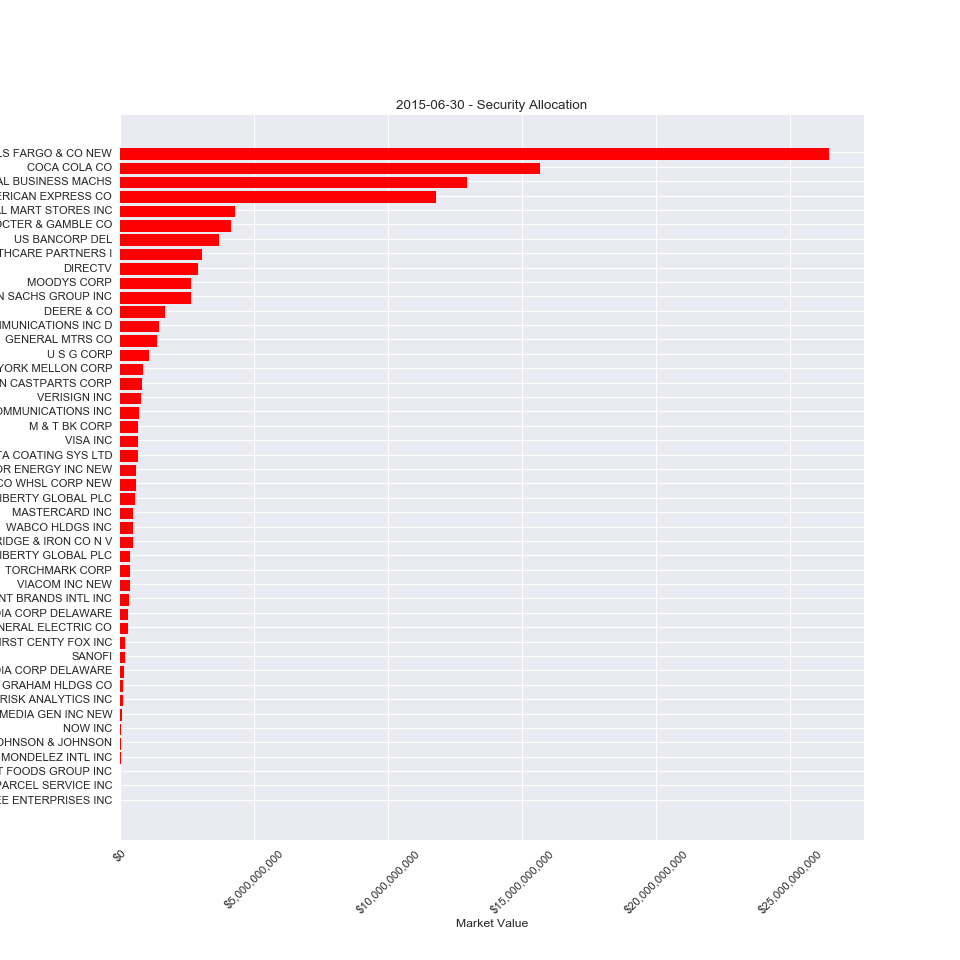 2015-06-30 - Security Allocation
LS FARGO & CO NEW
COCA COLA CO
AL BUSINESS MACHS
ERICAN EXPRESS CO
L MART STORES INC
OCTER & GAMBLE CO
US BANCORP DEL
THCARE PARTNERS I
DIRECTV
MOODYS CORP
N SACHS GROUP INC
DEERE & CO
MMUNICATIONS INC D
GENERAL MTRS CO
U S G CORP
YORK MELLON CORP
N CASTPARTS CORP
VERISIGN INC
OMMUNICATIONS INC
M & T BK CORP
VISA INC
TA COATING SYS LTD
OR ENERGY INC NEW
CO WHSL CORP NEW
IBERTY GLOBAL PLC
MASTERCARD INC
WABCO HLDGS INC
RIDGE & IRON CO N V
IBERTY GLOBAL PLC
TORCHMARK CORP
VIACOM INC NEW
NT BRANDS INTL INC
DIA CORP DELAWARE
NERAL ELECTRIC CO
IRST CENTY FOX INC
SANOFI
DIA CORP DELAWARE
GRAHAM HLDGS CO
RISK ANALYTICS INC
MEDIA GEN INC NEW
NOW INC
OHNSON & JOHNSON
MONDELEZ INTL INC
T FOODS GROUP INC
PARCEL SERVICE INC
EE ENTERPRISES INC
$0
$5,000,000,000
$10,000,000,000
$15,000,000,000
$20,000,000,000
$25,000,000,000
Market Value